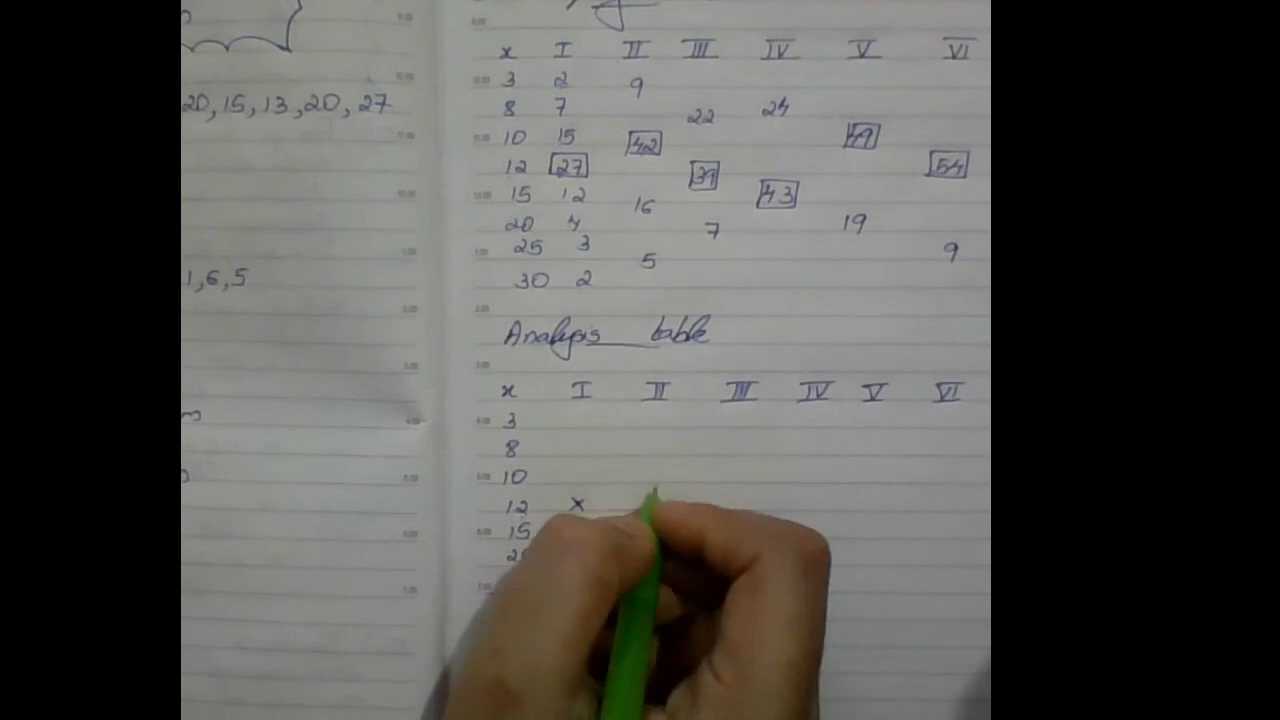 20, 15, 13, 20, 27
1, 6, 5
x I II III IV V VI
3 2 9
8 7 22 24
10 15 42 49
12 27 39 54
15 12 16 43
20 4 7 19
25 3 5 9
30 2
Analysis table
x I II III IV V VI
3
8
10
12 ×
15